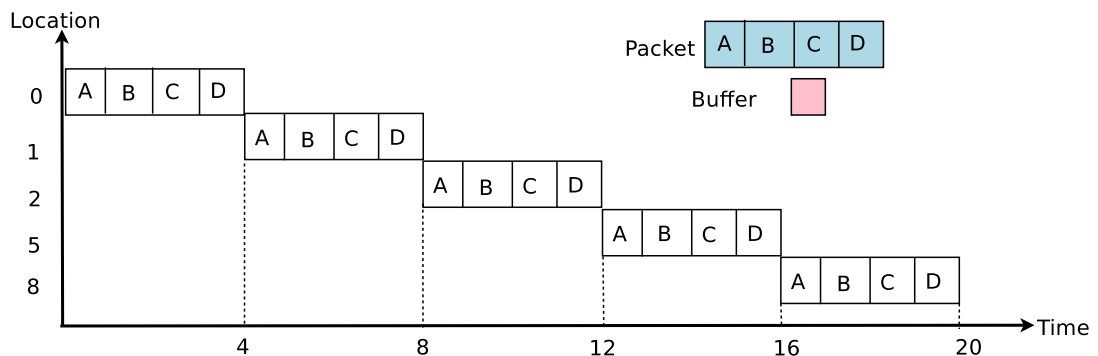 Location
Packet A B C D
Buffer
0 A B C D
1 A B C D
2 A B C D
5 A B C D
8 A B C D
Time
4 8 12 16 20